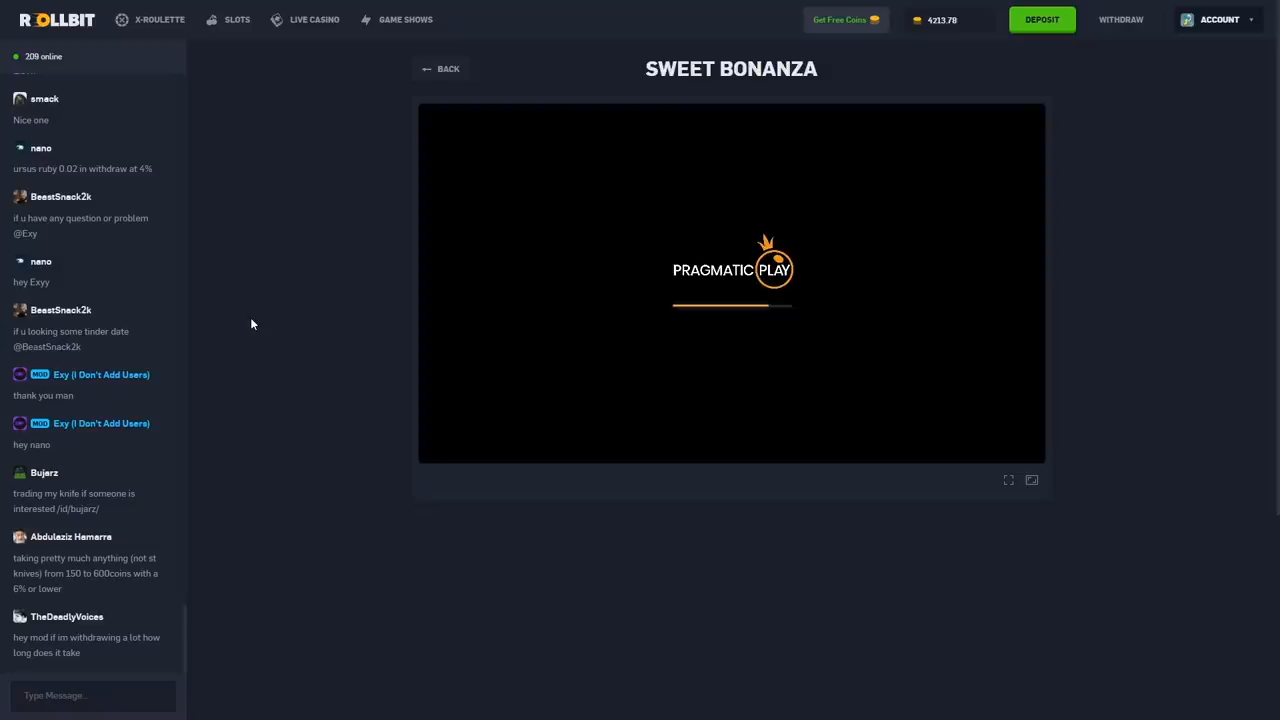 ROLLBIT
X-ROULETTE
SLOTS
LIVE CASINO
GAME SHOWS
Get Free Coins
4213.78
DEPOSIT
WITHDRAW
ACCOUNT
209 online
smack
Nice one
nano
ursus ruby 0.02 in withdraw at 4%
BeastSnack2k
if u have any question or problem
@Exy
nano
hey Exyy
BeastSnack2k
if u looking some tinder date
@BeastSnack2k
MOD Exy (I Don't Add Users)
thank you man
MOD Exy (I Don't Add Users)
hey nano
Bujarz
trading my knife if someone is
interested /id/bujarz/
Abdulaziz Hamarra
taking pretty much anything (not st
knives) from 150 to 600coins with a
6% or lower
TheDeadlyVoices
hey mod if im withdrawing a lot how
long does it take
Type Message...
BACK
SWEET BONANZA
PRAGMATIC PLAY